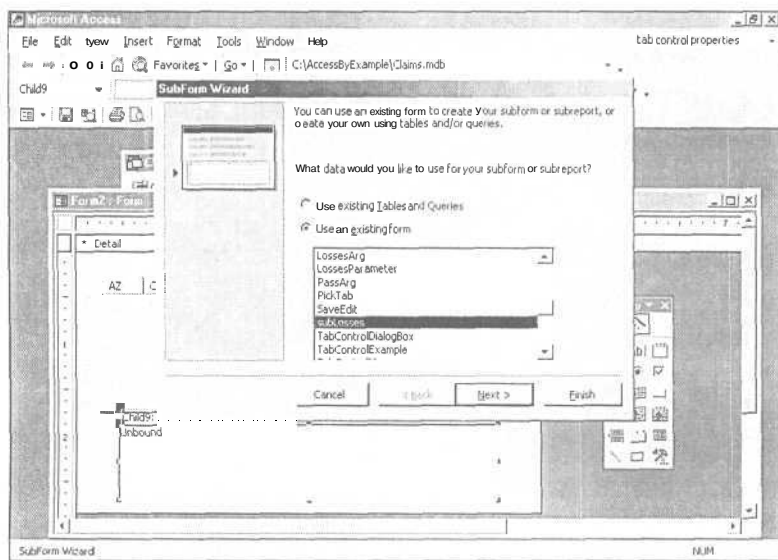 Microsoft Access
File Edit tyew Insert Format Tools Window Help tab control properties
O O i Favorites Go C:\AccessByExample\Claims.mdb
Child9
SubForm Wizard
You can use an existing form to create Your subform or subreport, or
o eate your own using tables and/or queries.
What data would you like to use for your subform or subreport?
Use existing Tables and Queries
Use an existing form
LossesArg
LossesParameter
PassArg
PickTab
SaveEdit
subLosses
TabControlDialogBox
TabControlExample
Cancel < Back Next > Finish
Form2 : Form
Detail
AZ C
Child9:
Unbound
SubForm Wizard NUM